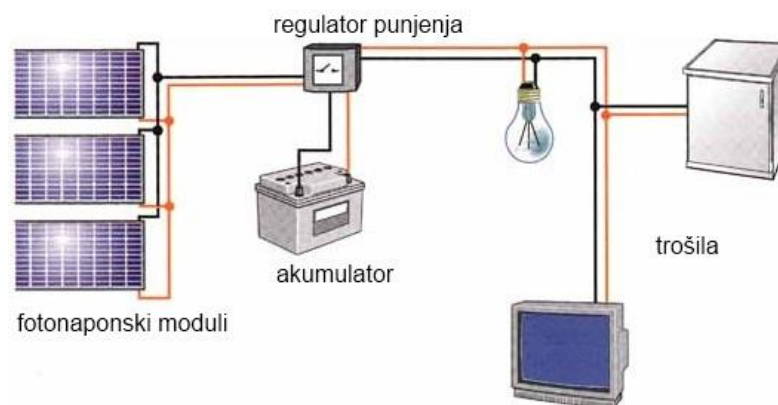 regulator punjenja
akumulator
trošila
fotonaponski moduli